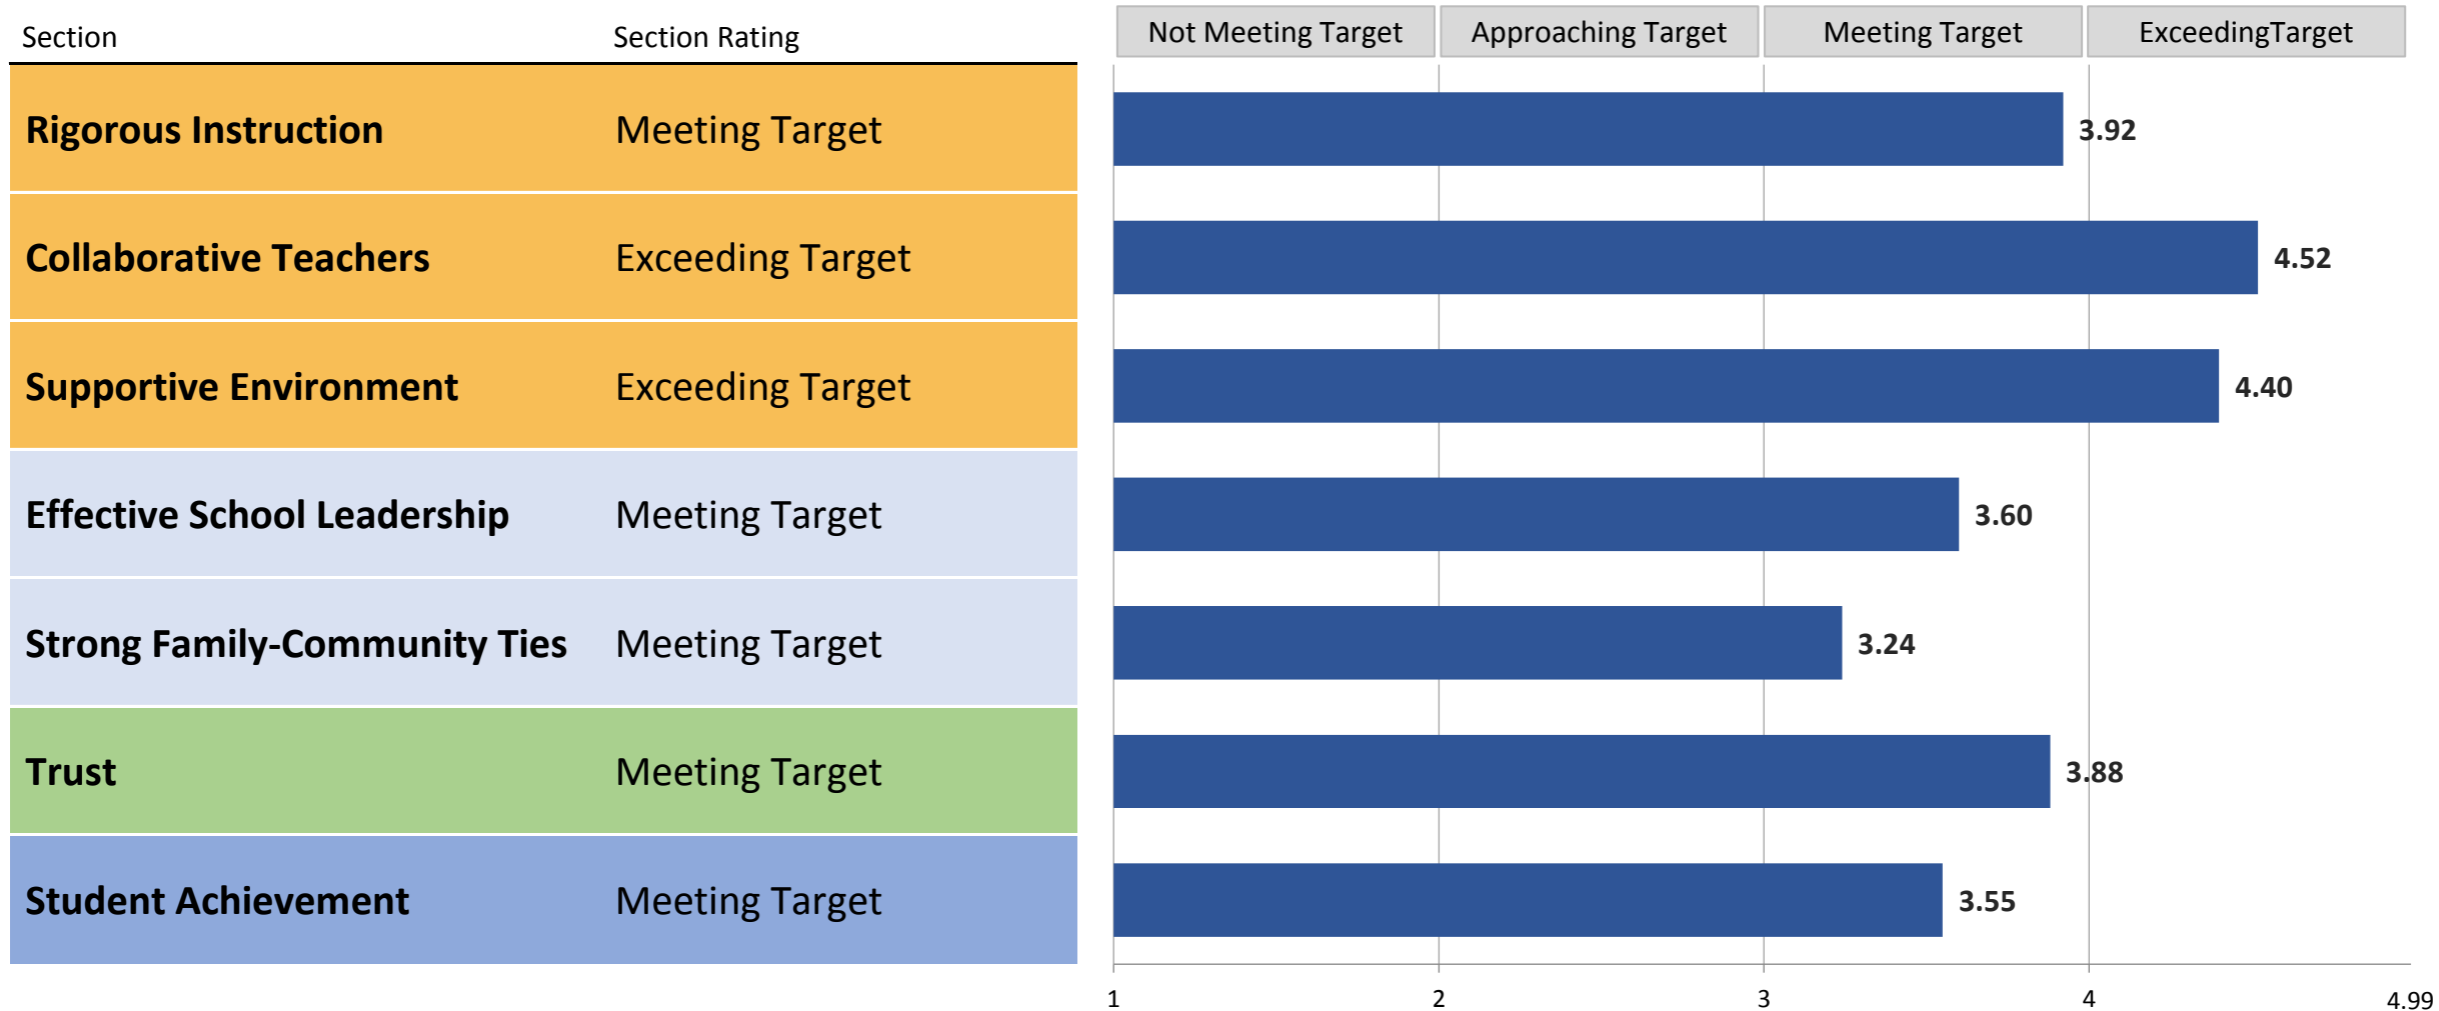 Section Section Rating Not Meeting Target Approaching Target Meeting Target ExceedingTarget
Rigorous Instruction Meeting Target 3.92
Collaborative Teachers Exceeding Target 4.52
Supportive Environment Exceeding Target 4.40
Effective School Leadership Meeting Target 3.60
Strong Family-Community Ties Meeting Target 3.24
Trust Meeting Target 3.88
Student Achievement Meeting Target 3.55
1 2 3 4 4.99